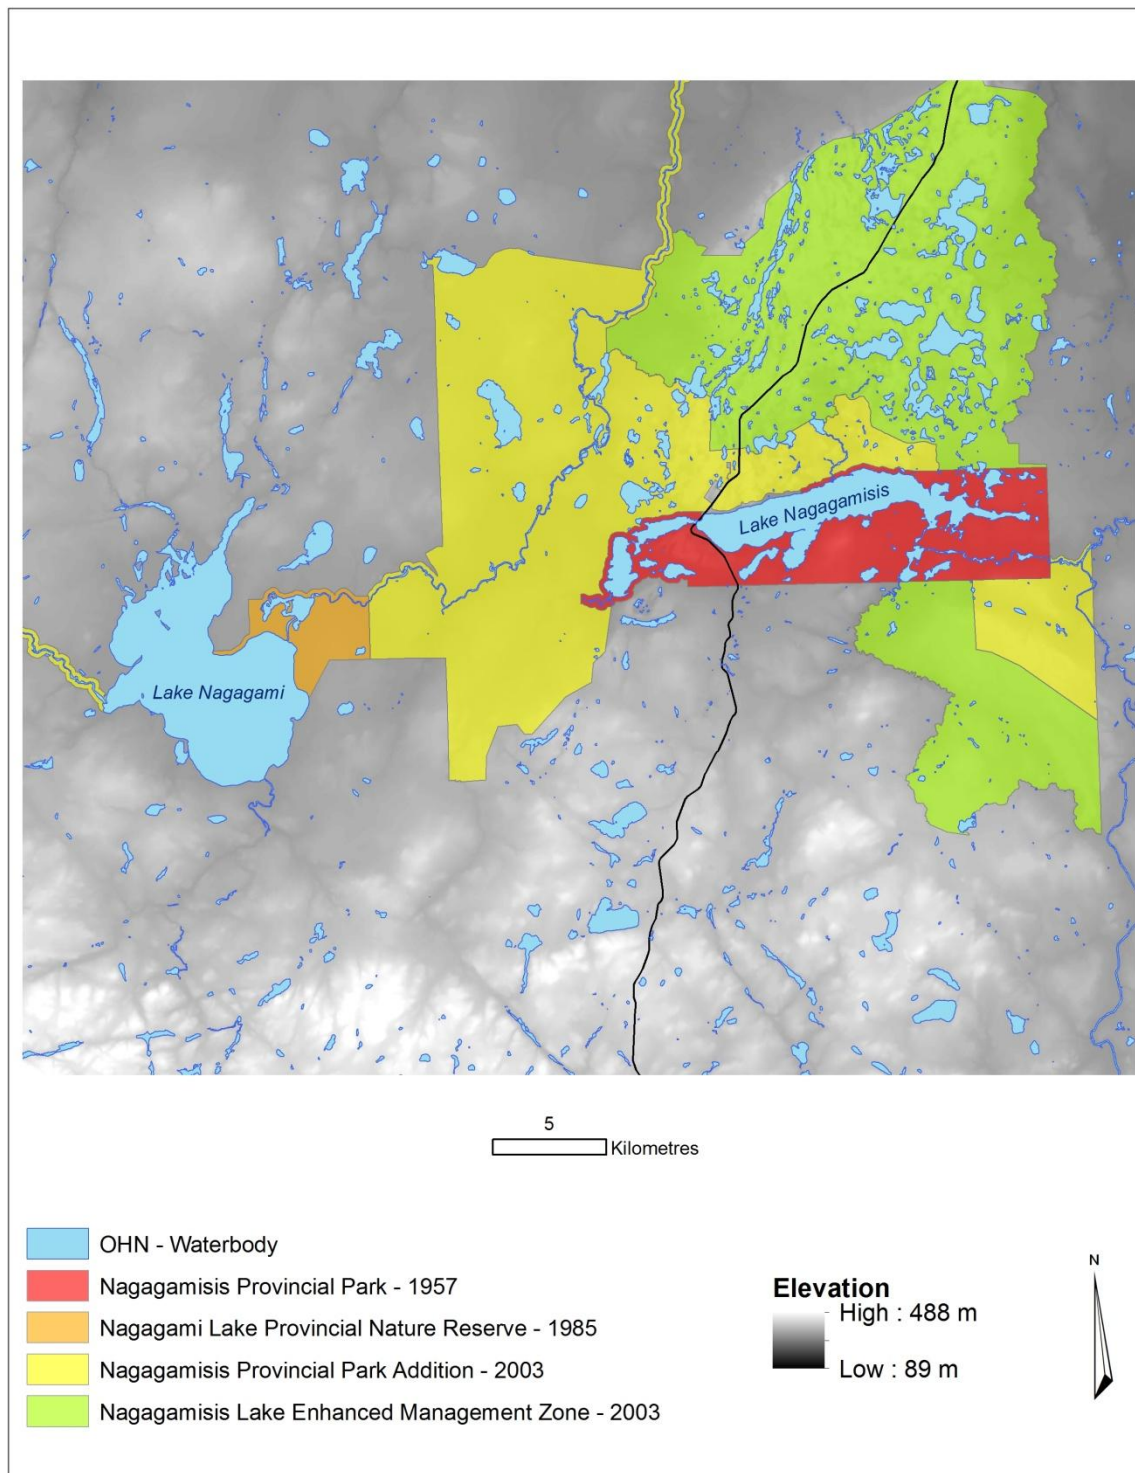 Lake Nagagamisis
Lake Nagagami
5
Kilometres
OHN - Waterbody
Nagagamisis Provincial Park - 1957
Nagagami Lake Provincial Nature Reserve - 1985
Nagagamisis Provincial Park Addition - 2003
Nagagamisis Lake Enhanced Management Zone - 2003
Elevation
High : 488 m
Low : 89 m
N